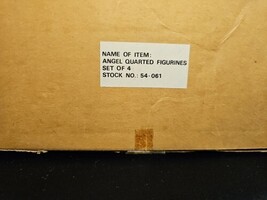 NAME OF ITEM:
ANGEL QUARTED FIGURINES
SET OF 4
STOCK NO.: 54-061